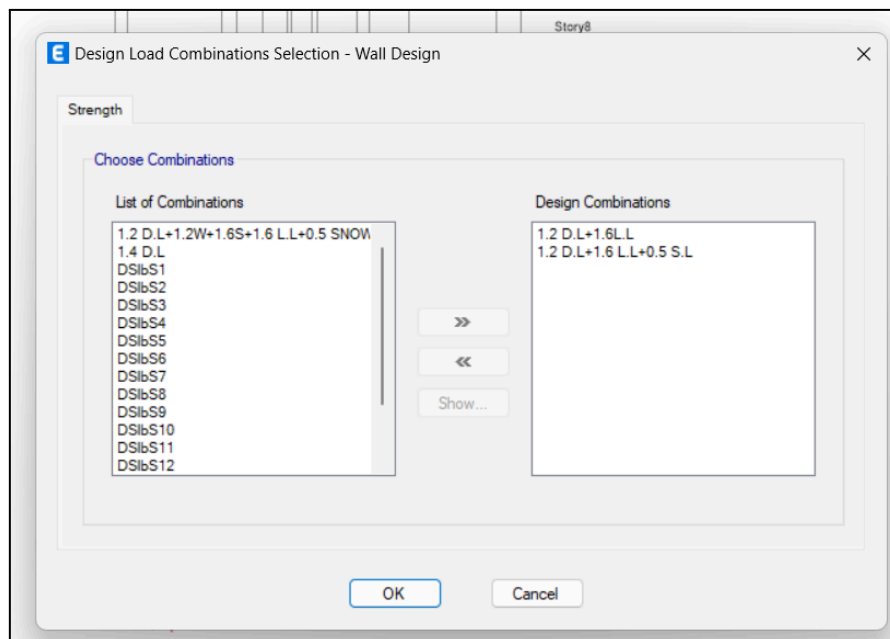 Story8
E Design Load Combinations Selection - Wall Design
Strength
Choose Combinations
List of Combinations
1.2 D.L+1.2W+1.6S+1.6 L.L+0.5 SNOW
1.4 D.L
DSlbS1
DSlbS2
DSlbS3
DSlbS4
DSlbS5
DSlbS6
DSlbS7
DSlbS8
DSlbS9
DSlbS10
DSlbS11
DSlbS12
>>
<<
Show...
Design Combinations
1.2 D.L+1.6L.L
1.2 D.L+1.6 L.L+0.5 S.L
OK
Cancel